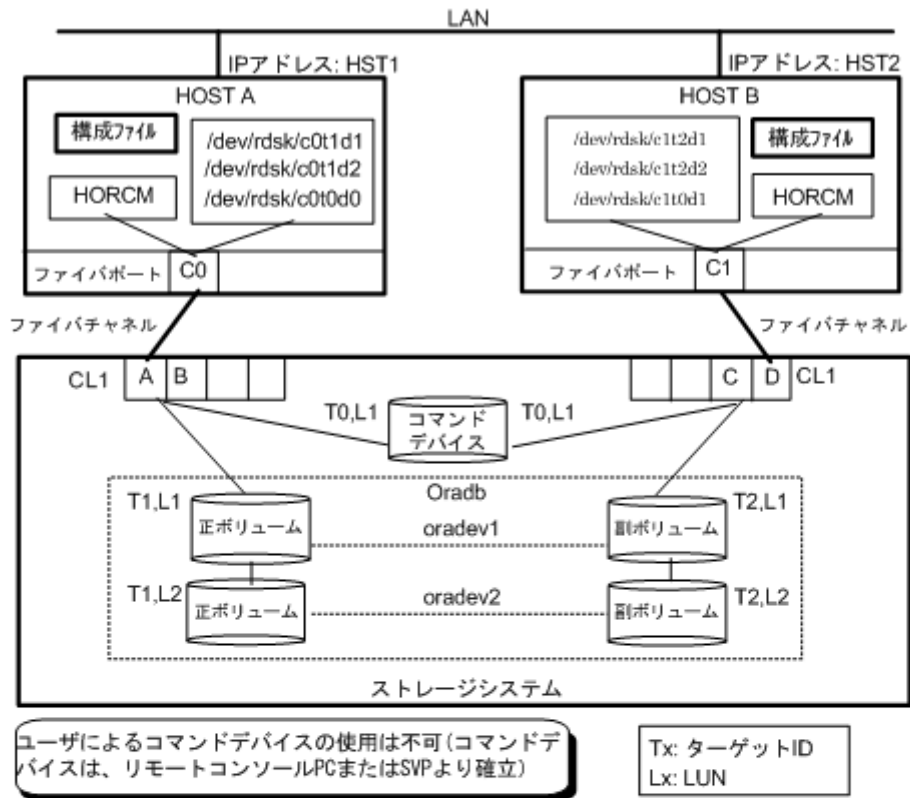 LAN
IPアドレス: HST1
IPアドレス: HST2
HOST A
HOST B
構成ファイル
/dev/rdsk/c0t1d1
/dev/rdsk/c0t1d2
/dev/rdsk/c0t0d0
HORCM
/dev/rdsk/c1t2d1
/dev/rdsk/c1t2d2
/dev/rdsk/c1t0d1
構成ファイル
HORCM
ファイバポート
C0
ファイバポート
C1
ファイバチャネル
ファイバチャネル
CL1
A
B
C
D
CL1
T0,L1
コマンド
デバイス
T0,L1
Oradb
T1,L1
正ボリューム
oradev1
副ボリューム
T2,L1
T1,L2
正ボリューム
oradev2
副ボリューム
T2,L2
ストレージシステム
ユーザによるコマンドデバイスの使用は不可(コマンドデ
バイスは、リモートコンソールPCまたはSVPより確立)
Tx: ターゲットID
Lx: LUN